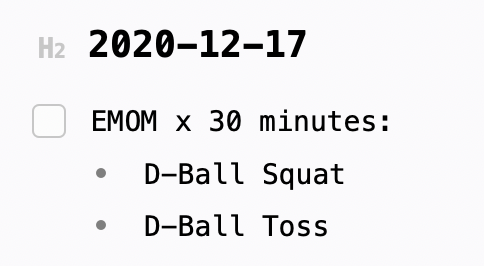 H2 2020-12-17
EMOM x 30 minutes:
• D-Ball Squat
• D-Ball Toss